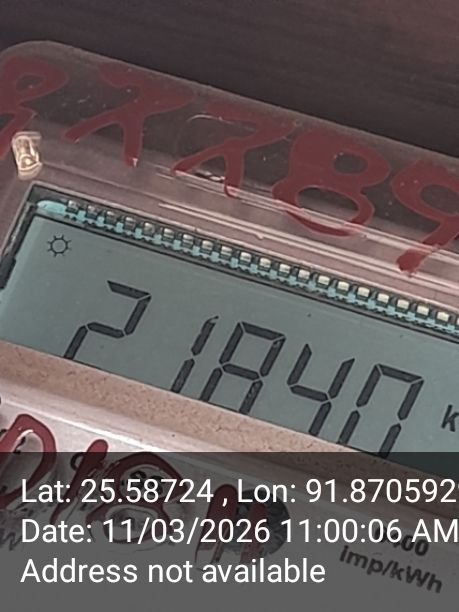 87789
21840
k
Lat: 25.58724 , Lon: 91.870592
Date: 11/03/2026 11:00:06 AM
Address not available
imp/kWh